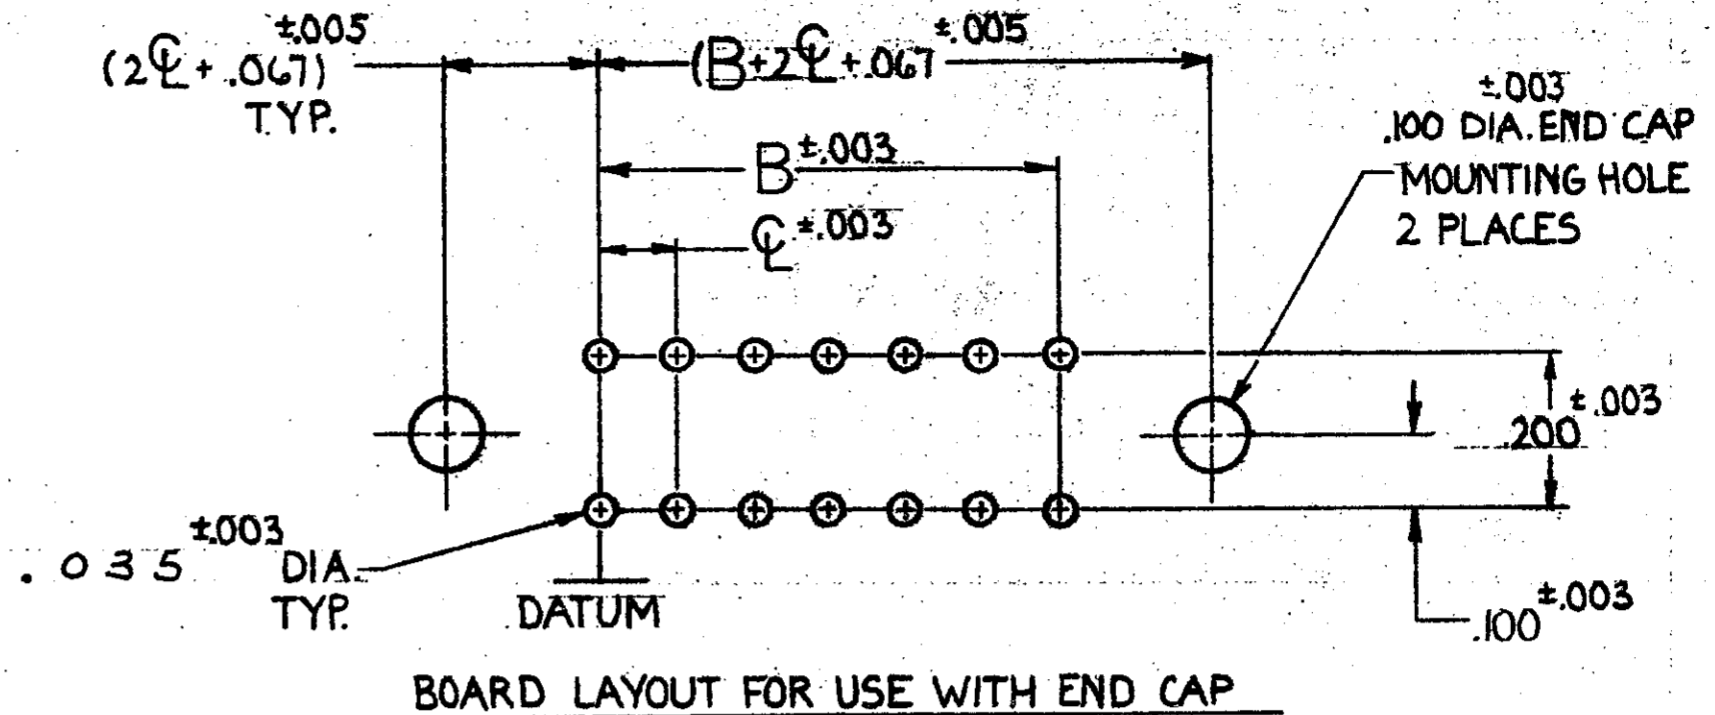 ±.005
(2℄ + .067)
TYP.
±.005
(B+2℄+.067
±.003
.100 DIA. END CAP
MOUNTING HOLE
2 PLACES
B ±.003
℄ ±.003
±.003
.200
±.003
.035 DIA.
TYP.
DATUM
.100 ±.003
BOARD LAYOUT FOR USE WITH END CAP